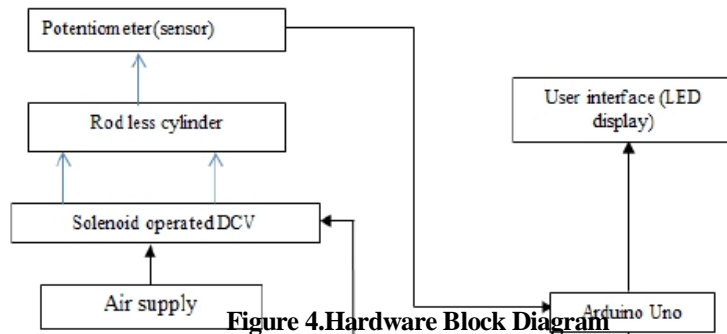 Potentiometer(sensor)
User interface (LED
display)
Rod less cylinder
Solenoid operated DCV
Air supply
Arduino Uno
Figure 4.Hardware Block Diagram